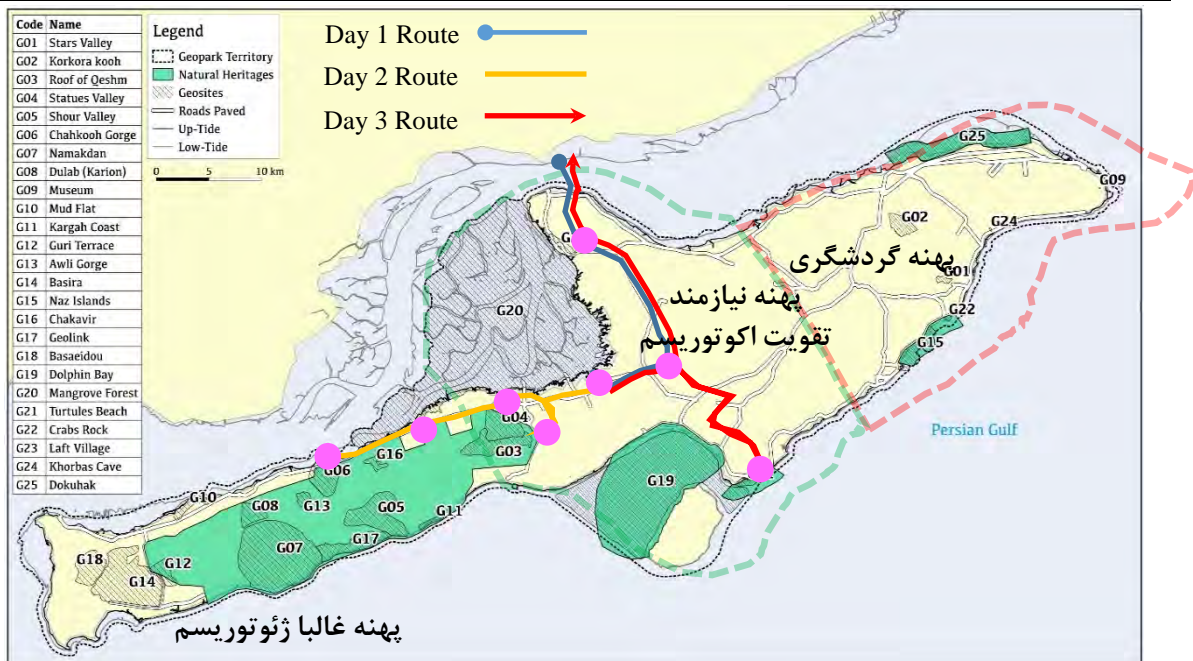 Code Name
G01 Stars Valley
G02 Korkora kooh
G03 Roof of Qeshm
G04 Statues Valley
G05 Shour Valley
G06 Chahkooh Gorge
G07 Namakdan
G08 Dulab (Karion)
G09 Museum
G10 Mud Flat
G11 Kargah Coast
G12 Guri Terrace
G13 Awli Gorge
G14 Basira
G15 Naz Islands
G16 Chakavir
G17 Geolink
G18 Basaeidou
G19 Dolphin Bay
G20 Mangrove Forest
G21 Turtules Beach
G22 Crabs Rock
G23 Laft Village
G24 Khorbas Cave
G25 Dokuhak
Legend
Geopark Territory
Natural Heritages
Geosites
Roads Paved
Up-Tide
Low-Tide
0 5 10 km
Day 1 Route
Day 2 Route
Day 3 Route
G25
G09
G02
G24
پهنه گردشگری
G01
پهنه نیازمند
تقویت اکوتوریسم
G20
G22
G15
Persian Gulf
G04
G03
G16
G06
G19
G10
G08
G13
G05
G11
G17
G07
G18
G12
G14
پهنه غالبا ژئوتوریسم